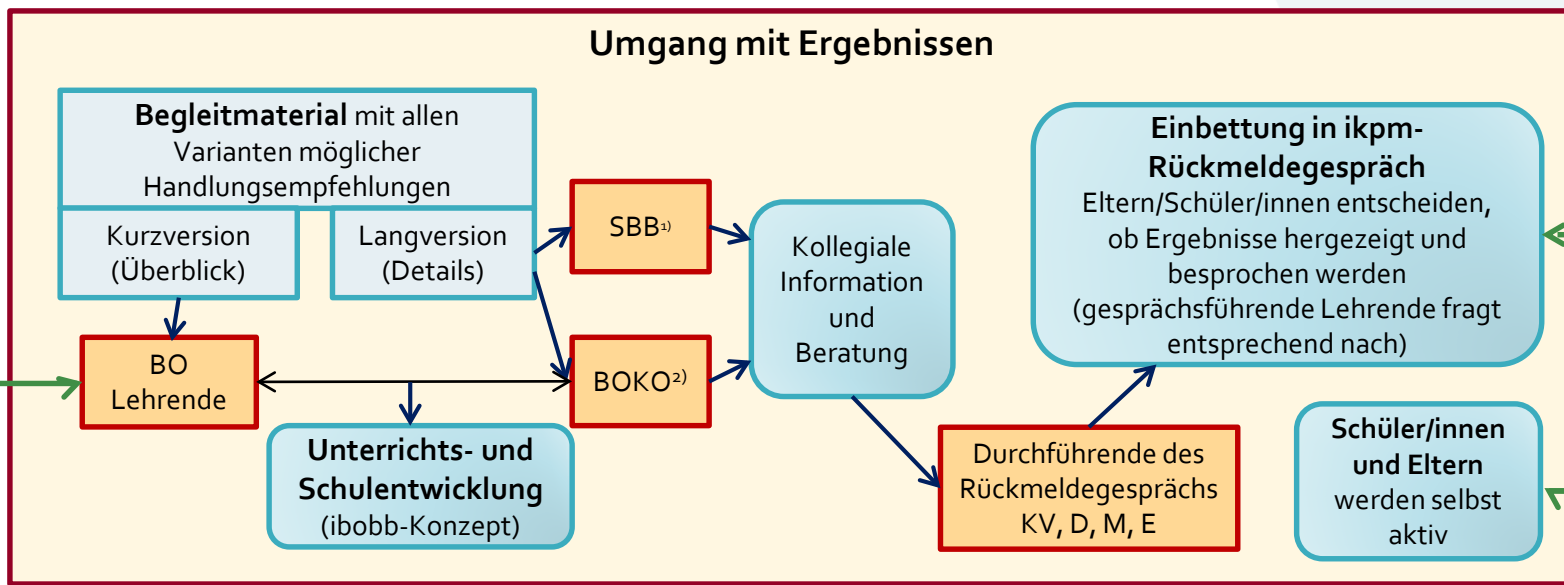 Umgang mit Ergebnissen
Begleitmaterial mit allen
Varianten möglicher
Handlungsempfehlungen
Kurzversion
(Überblick)
Langversion
(Details)
BO
Lehrende
SBB¹⁾
BOKO²⁾
Unterrichts- und
Schulentwicklung
(ibobb-Konzept)
Kollegiale
Information
und
Beratung
Durchführende des
Rückmeldegesprächs
KV, D, M, E
Einbettung in ikpm-
Rückmeldegespräch
Eltern/Schüler/innen entscheiden,
ob Ergebnisse hergezeigt und
besprochen werden
(gesprächsführende Lehrende fragt
entsprechend nach)
Schüler/innen
und Eltern
werden selbst
aktiv